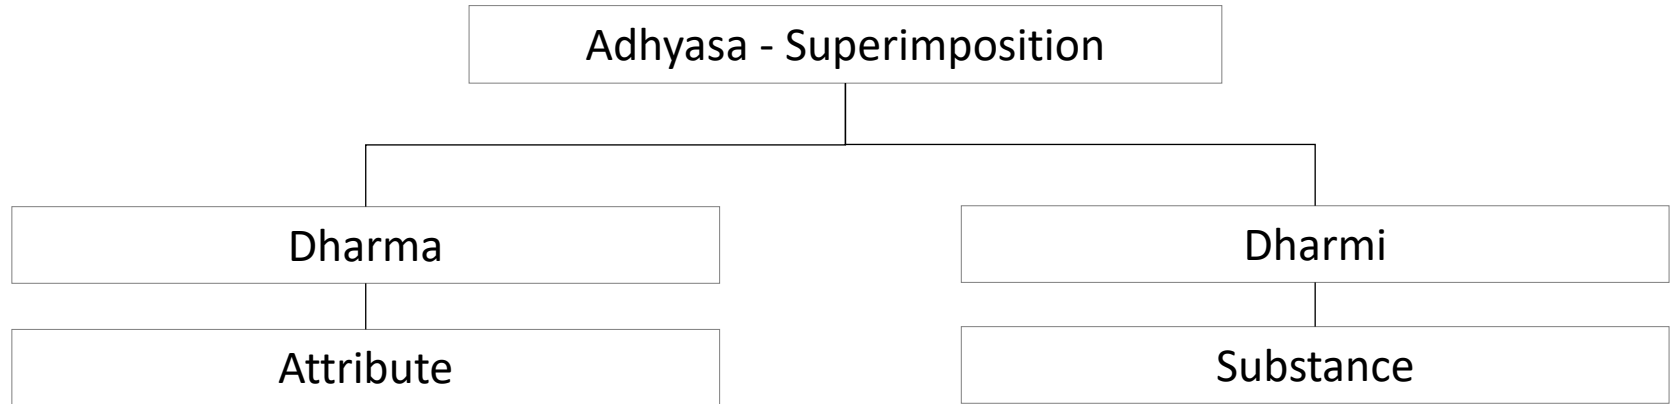 Adhyasa - Superimposition
Dharma
Dharmi
Attribute
Substance